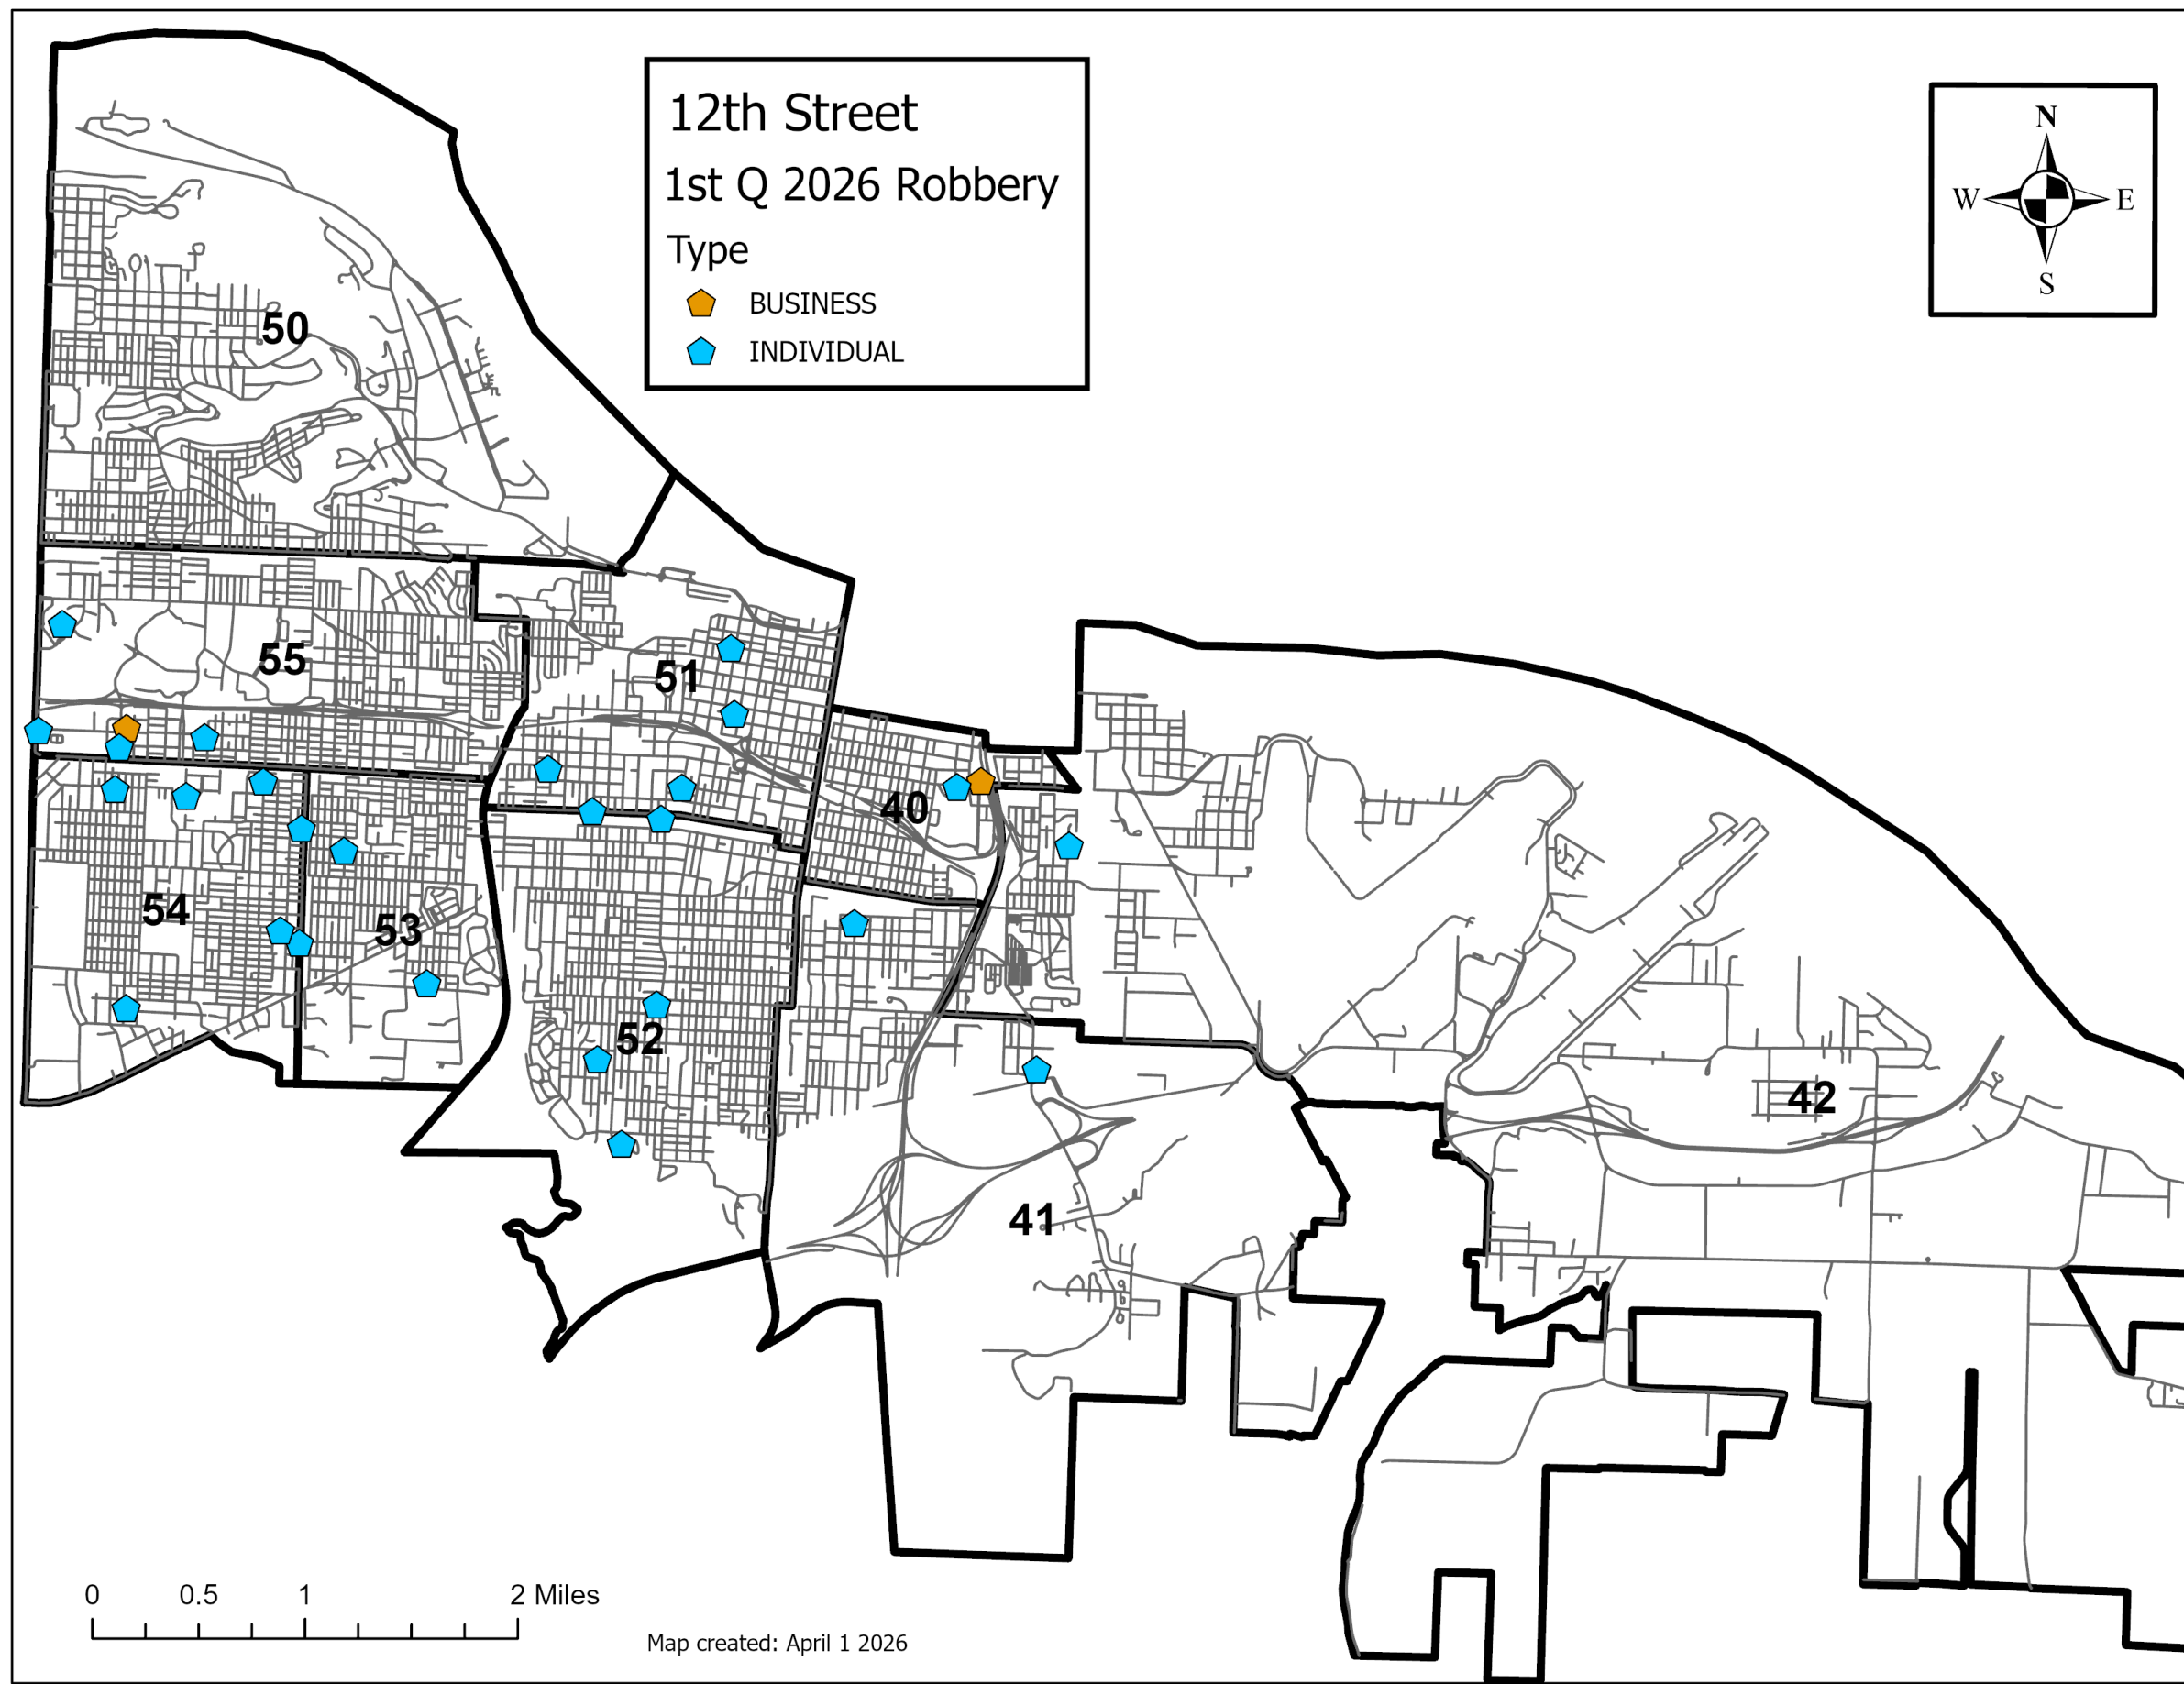 12th Street
1st Q 2026 Robbery
Type
BUSINESS
INDIVIDUAL
N
W E
S
50
55
51
40
54
53
52
42
41
0 0.5 1 2 Miles
Map created: April 1 2026